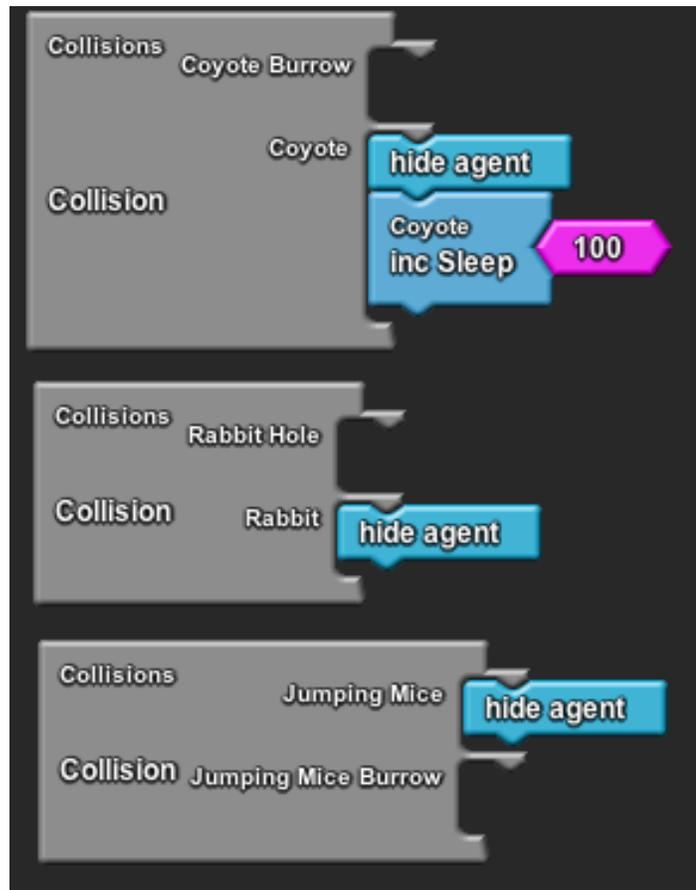 Collisions
Coyote Burrow
Coyote
hide agent
Collision
Coyote
inc Sleep
100
Collisions
Rabbit Hole
Collision
Rabbit
hide agent
Collisions
Jumping Mice
hide agent
Collision
Jumping Mice Burrow